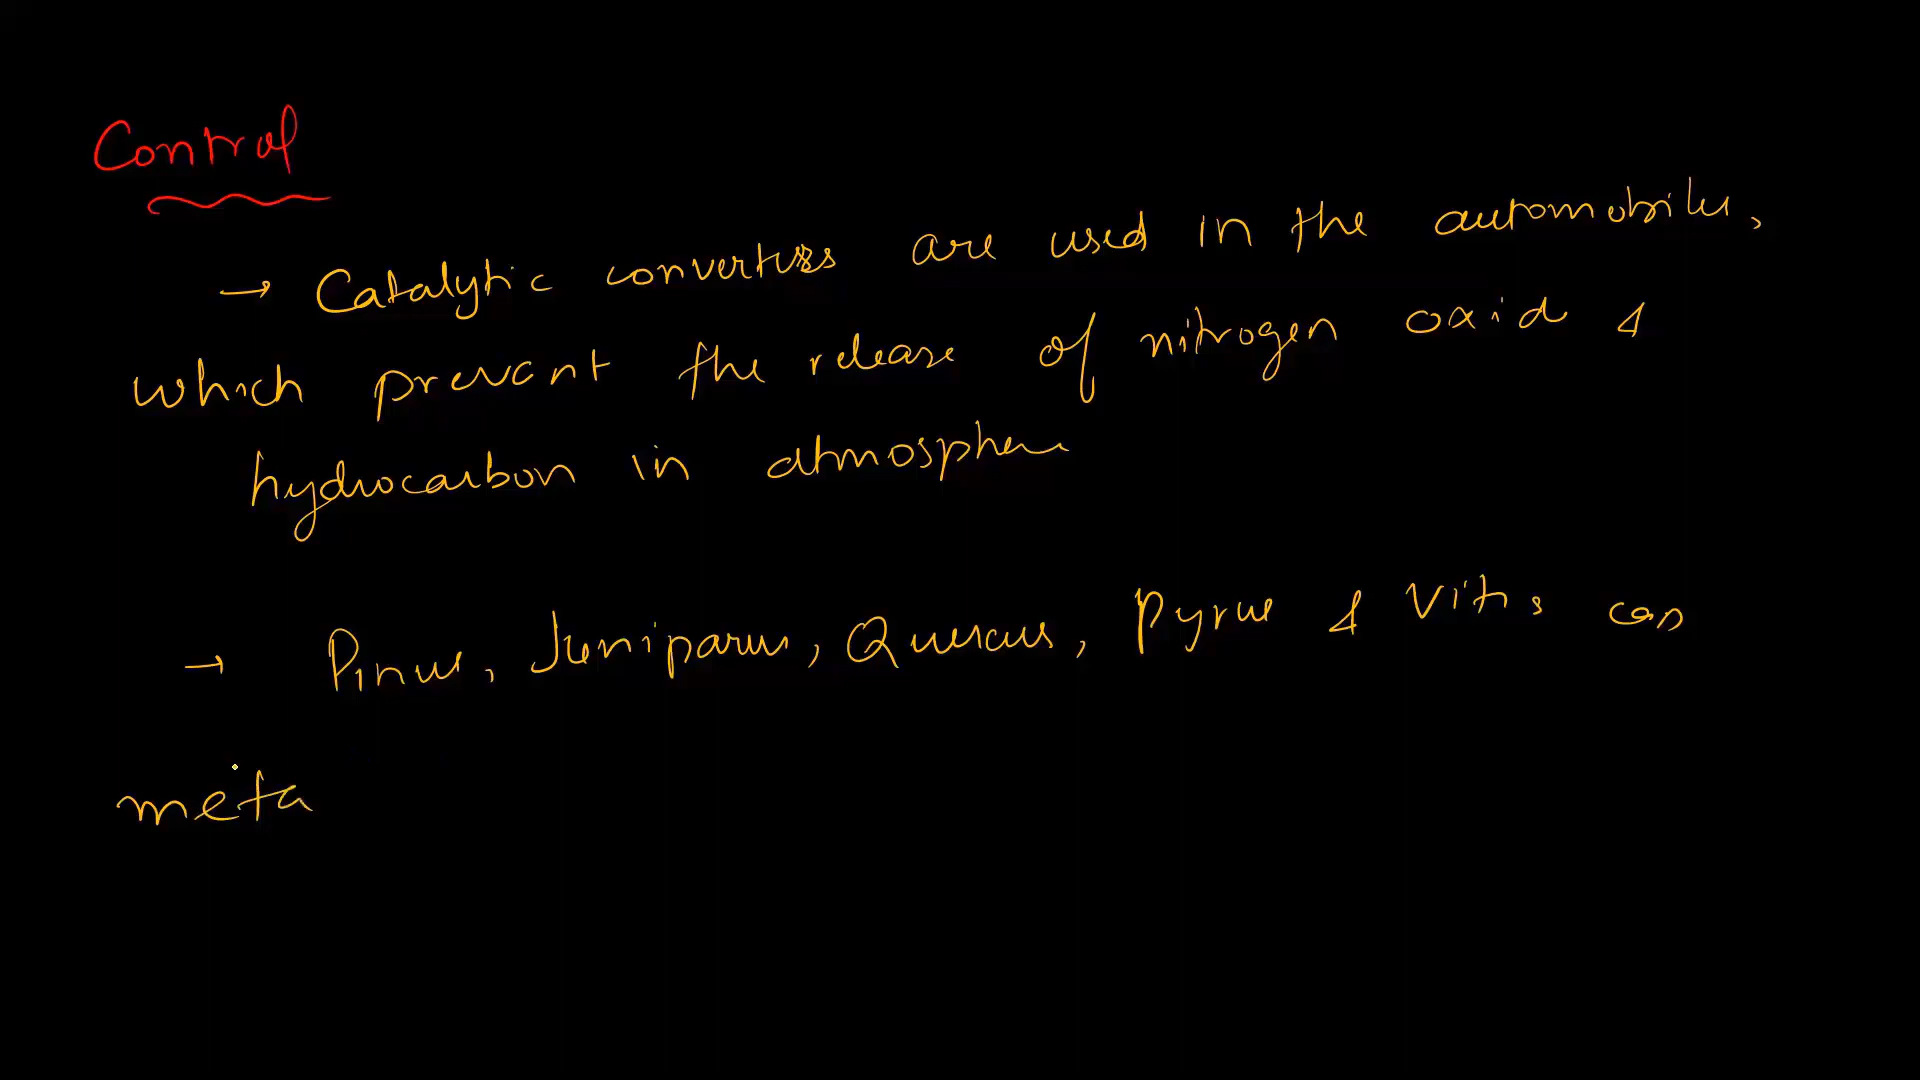 Control
→ Catalytic converters are used in the automobiles,
which prevent the release of nitrogen oxid &
hydrocarbon in atmosphere
→ Pinus, Juniparus, Quercus, Pyrus & Vitis can
meta